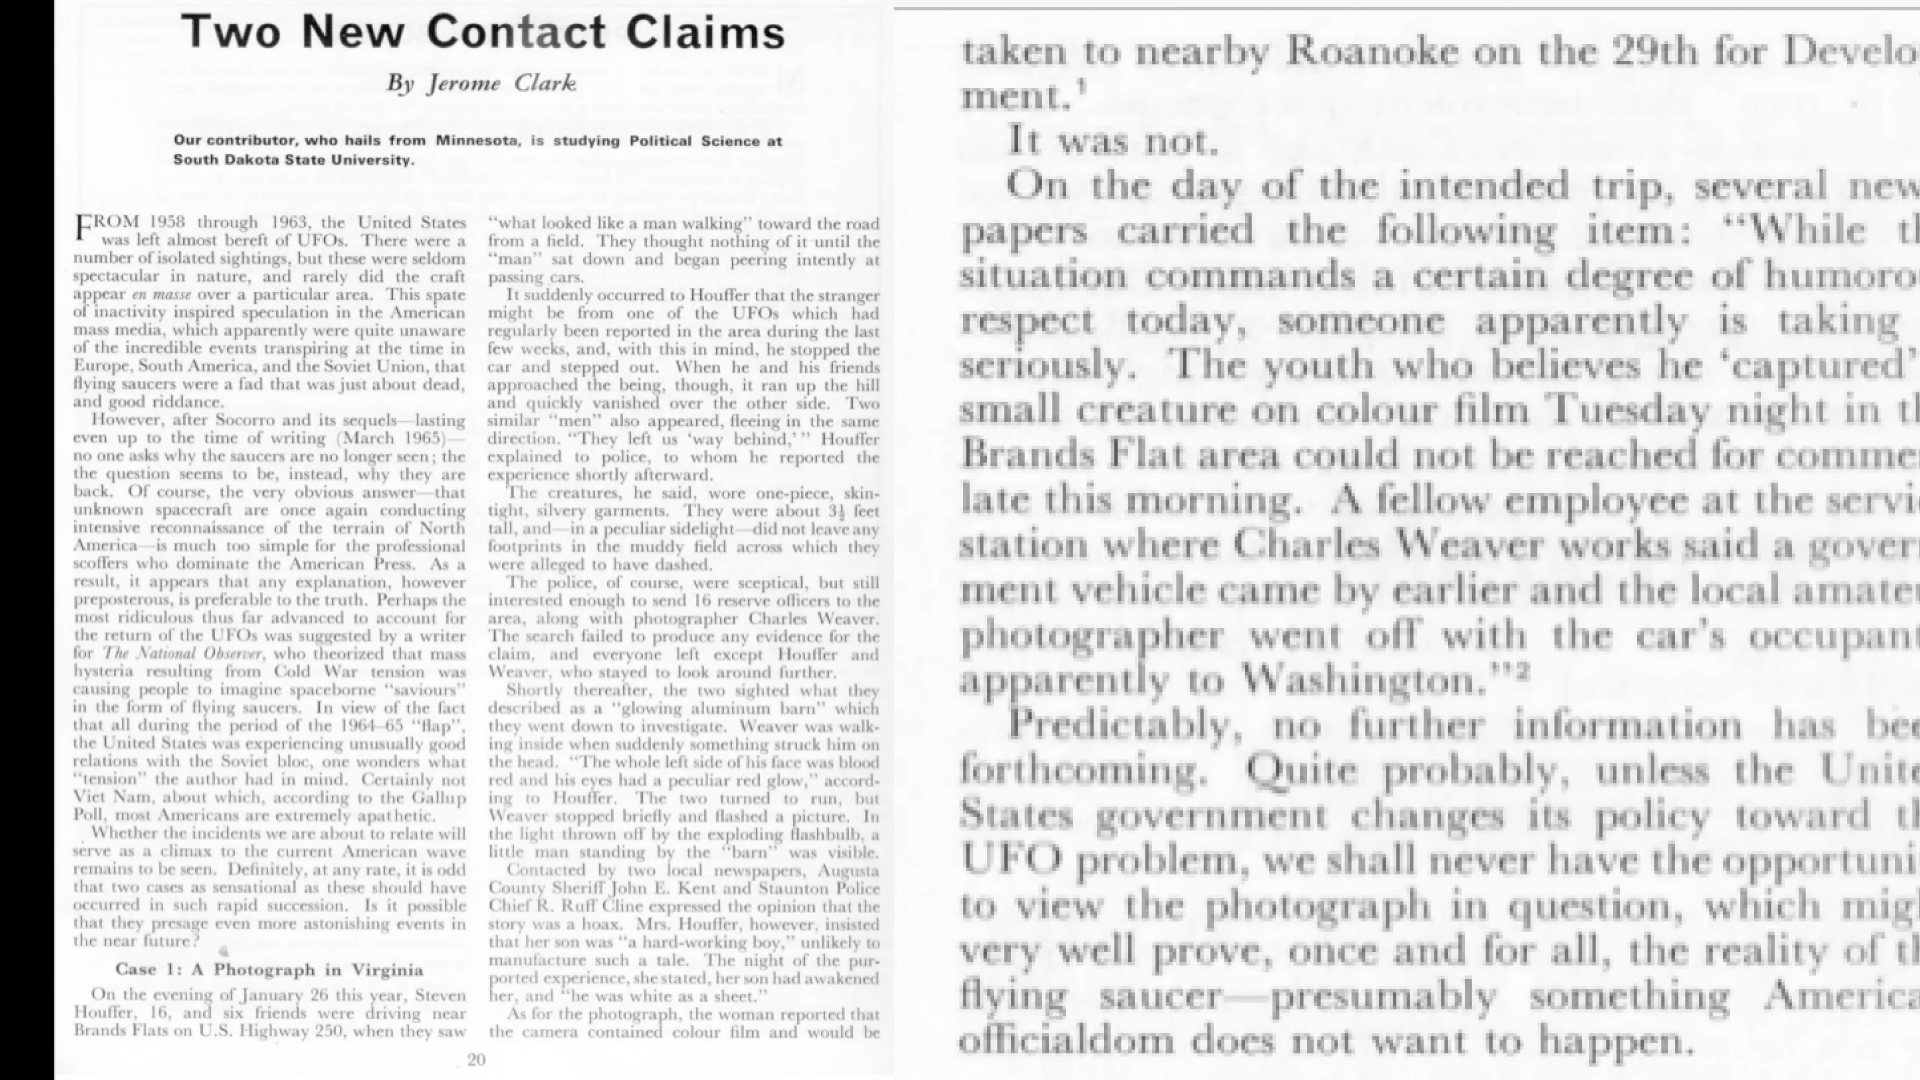 Two New Contact Claims
By Jerome Clark
Our contributor, who hails from Minnesota, is studying Political Science at
South Dakota State University.
FROM 1958 through 1963, the United States
was left almost bereft of UFOs. There were a
number of isolated sightings, but these were seldom
spectacular in nature, and rarely did the craft
appear en masse over a particular area. This spate
of inactivity inspired speculation in the American
mass media, which apparently were quite unaware
of the incredible events transpiring at the time in
Europe, South America, and the Soviet Union, that
flying saucers were a fad that was just about dead,
and good riddance.
However, after Socorro and its sequels—lasting
even up to the time of writing (March 1965)—
no one asks why the saucers are no longer seen; the
the question seems to be, instead, why they are
back. Of course, the very obvious answer—that
unknown spacecraft are once again conducting
intensive reconnaissance of the terrain of North
America—is much too simple for the professional
scoffers who dominate the American Press. As a
result, it appears that any explanation, however
preposterous, is preferable to the truth. Perhaps the
most ridiculous thus far advanced to account for
the return of the UFOs was suggested by a writer
for The National Observer, who theorized that mass
hysteria resulting from Cold War tension was
causing people to imagine spaceborne "saviours"
in the form of flying saucers. In view of the fact
that all during the period of the 1964–65 "flap",
the United States was experiencing unusually good
relations with the Soviet bloc, one wonders what
"tension" the author had in mind. Certainly not
Viet Nam, about which, according to the Gallup
Poll, most Americans are extremely apathetic.
Whether the incidents we are about to relate will
serve as a climax to the current American wave
remains to be seen. Definitely, at any rate, it is odd
that two cases as sensational as these should have
occurred in such rapid succession. Is it possible
that they presage even more astonishing events in
the near future?
Case 1: A Photograph in Virginia
On the evening of January 26 this year, Steven
Houffer, 16, and six friends were driving near
Brands Flats on U.S. Highway 250, when they saw
"what looked like a man walking" toward the road
from a field. They thought nothing of it until the
"man" sat down and began peering intently at
passing cars.
It suddenly occurred to Houffer that the stranger
might be from one of the UFOs which had
regularly been reported in the area during the last
few weeks, and, with this in mind, he stopped the
car and stepped out. When he and his friends
approached the being, though, it ran up the hill
and quickly vanished over the other side. Two
similar "men" also appeared, fleeing in the same
direction. "They left us 'way behind,' " Houffer
explained to police, to whom he reported the
experience shortly afterward.
The creatures, he said, wore one-piece, skin-
tight, silvery garments. They were about 3½ feet
tall, and—in a peculiar sidelight—did not leave any
footprints in the muddy field across which they
were alleged to have dashed.
The police, of course, were sceptical, but still
interested enough to send 16 reserve officers to the
area, along with photographer Charles Weaver.
The search failed to produce any evidence for the
claim, and everyone left except Houffer and
Weaver, who stayed to look around further.
Shortly thereafter, the two sighted what they
described as a "glowing aluminum barn" which
they went down to investigate. Weaver was walk-
ing inside when suddenly something struck him on
the head. "The whole left side of his face was blood
red and his eyes had a peculiar red glow," accord-
ing to Houffer. The two turned to run, but
Weaver stopped briefly and flashed a picture. In
the light thrown off by the exploding flashbulb, a
little man standing by the "barn" was visible.
Contacted by two local newspapers, Augusta
County Sheriff John E. Kent and Staunton Police
Chief R. Ruff Cline expressed the opinion that the
story was a hoax. Mrs. Houffer, however, insisted
that her son was "a hard-working boy," unlikely to
manufacture such a tale. The night of the pur-
ported experience, she stated, her son had awakened
her, and "he was white as a sheet."
As for the photograph, the woman reported that
the camera contained colour film and would be
20
taken to nearby Roanoke on the 29th for Develo
ment.¹
It was not.
On the day of the intended trip, several new
papers carried the following item: "While th
situation commands a certain degree of humoro
respect today, someone apparently is taking
seriously. The youth who believes he 'captured'
small creature on colour film Tuesday night in th
Brands Flat area could not be reached for comme
late this morning. A fellow employee at the servi
station where Charles Weaver works said a gover
ment vehicle came by earlier and the local amate
photographer went off with the car's occupant
apparently to Washington."²
Predictably, no further information has bee
forthcoming. Quite probably, unless the Unite
States government changes its policy toward th
UFO problem, we shall never have the opportuni
to view the photograph in question, which migh
very well prove, once and for all, the reality of th
flying saucer—presumably something America
officialdom does not want to happen.